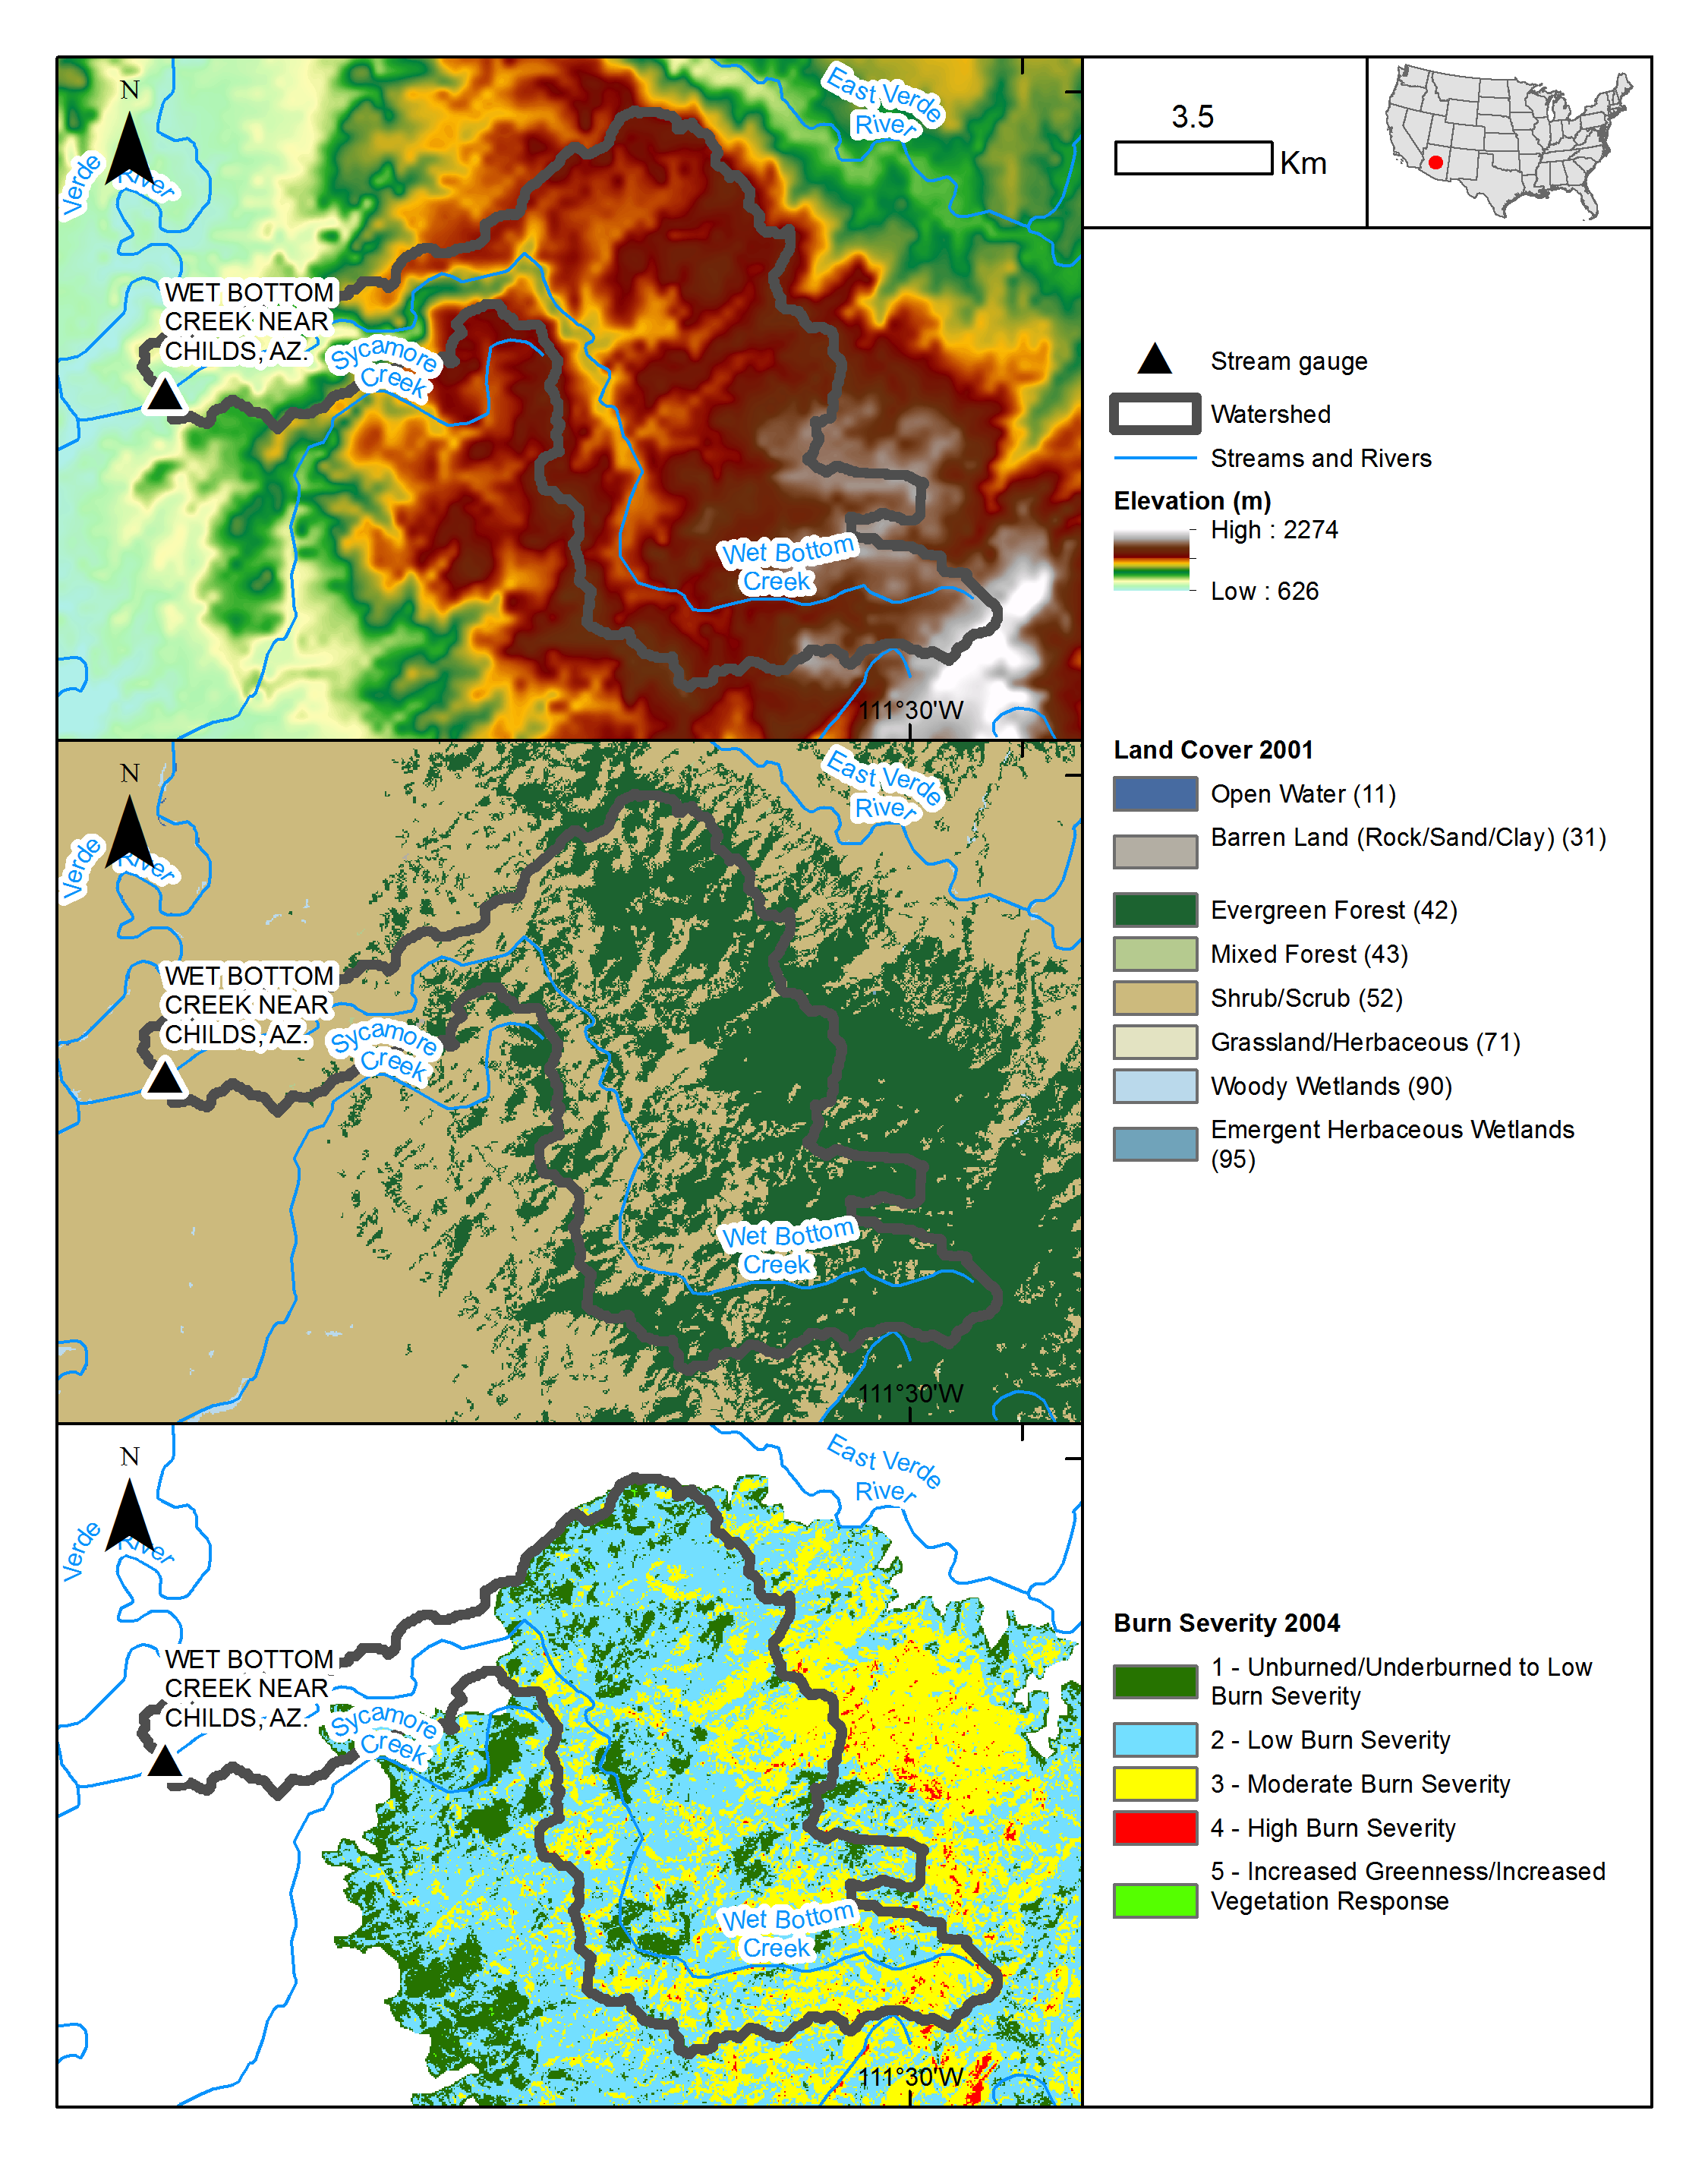 N
Verde
River
East Verde
River
WET BOTTOM
CREEK NEAR
CHILDS, AZ.
Sycamore
Creek
Wet Bottom
Creek
111°30'W
3.5
Km
Stream gauge
Watershed
Streams and Rivers
Elevation (m)
High : 2274
Low : 626
N
Verde
River
East Verde
River
WET BOTTOM
CREEK NEAR
CHILDS, AZ.
Sycamore
Creek
Wet Bottom
Creek
111°30'W
Land Cover 2001
Open Water (11)
Barren Land (Rock/Sand/Clay) (31)
Evergreen Forest (42)
Mixed Forest (43)
Shrub/Scrub (52)
Grassland/Herbaceous (71)
Woody Wetlands (90)
Emergent Herbaceous Wetlands
(95)
N
Verde
River
East Verde
River
WET BOTTOM
CREEK NEAR
CHILDS, AZ.
Sycamore
Creek
Wet Bottom
Creek
111°30'W
Burn Severity 2004
1 - Unburned/Underburned to Low
Burn Severity
2 - Low Burn Severity
3 - Moderate Burn Severity
4 - High Burn Severity
5 - Increased Greenness/Increased
Vegetation Response